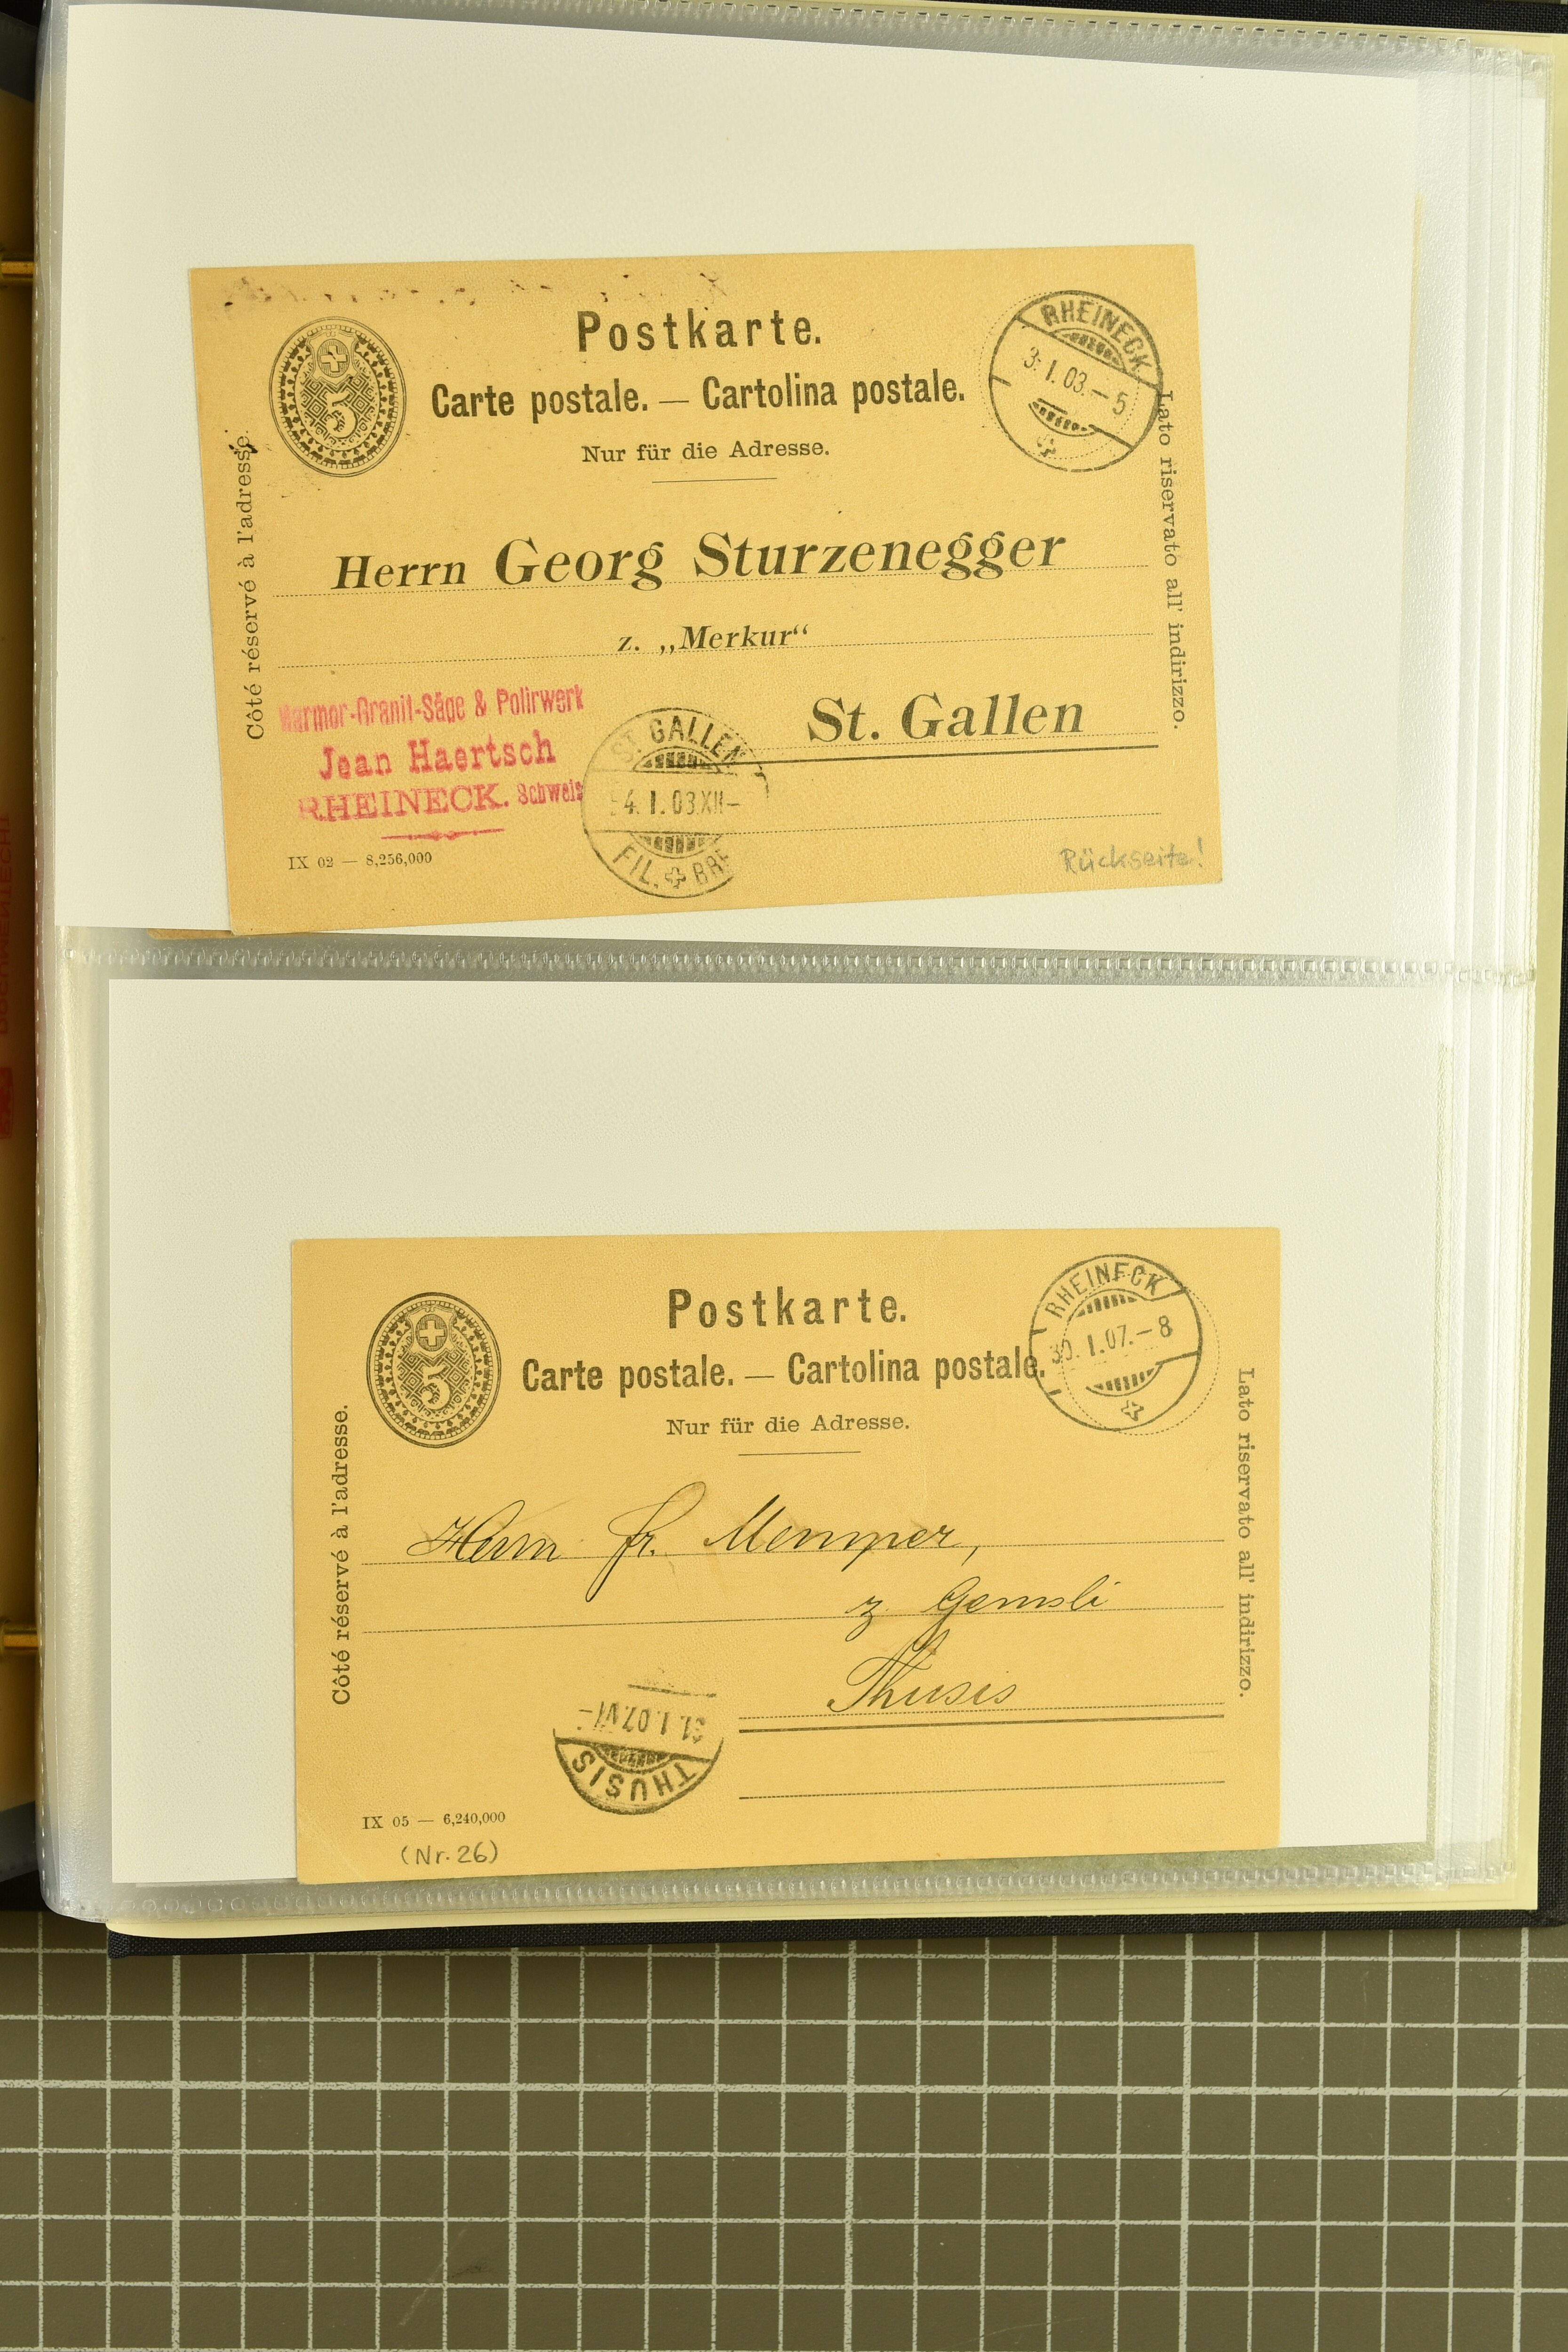 Postkarte.
Carte postale. — Cartolina postale.
Nur für die Adresse.
Côté réservé à l'adresse.
Lato riservato all' indirizzo.
5
RHEINECK
3. I. 03. – 5
Herrn Georg Sturzenegger
z. „Merkur“
St. Gallen
Marmor-Granit-Säge & Polirwerk
Jean Haertsch
RHEINECK. Schweiz
ST. GALLEN
4. I. 03. XII –
FIL.
IX 02 — 8,256,000
Rückseite!
Postkarte.
Carte postale. — Cartolina postale.
Nur für die Adresse.
Côté réservé à l'adresse.
Lato riservato all' indirizzo.
5
RHEINECK
30. I. 07. – 8
Herrn Fr. Memper,
z Gemsli
Thusis
31. I. 07. VI –
THUSIS
IX 05 — 6,240,000
(Nr. 26)